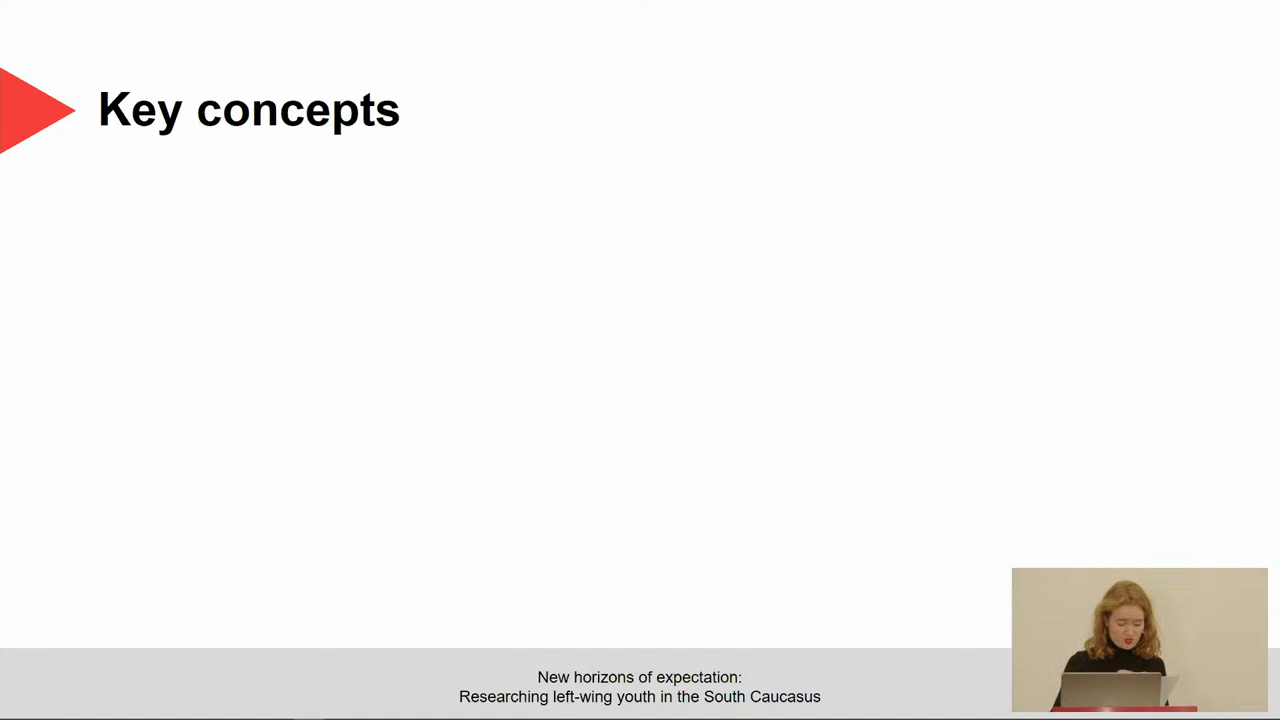 Key concepts
New horizons of expectation:
Researching left-wing youth in the South Caucasus